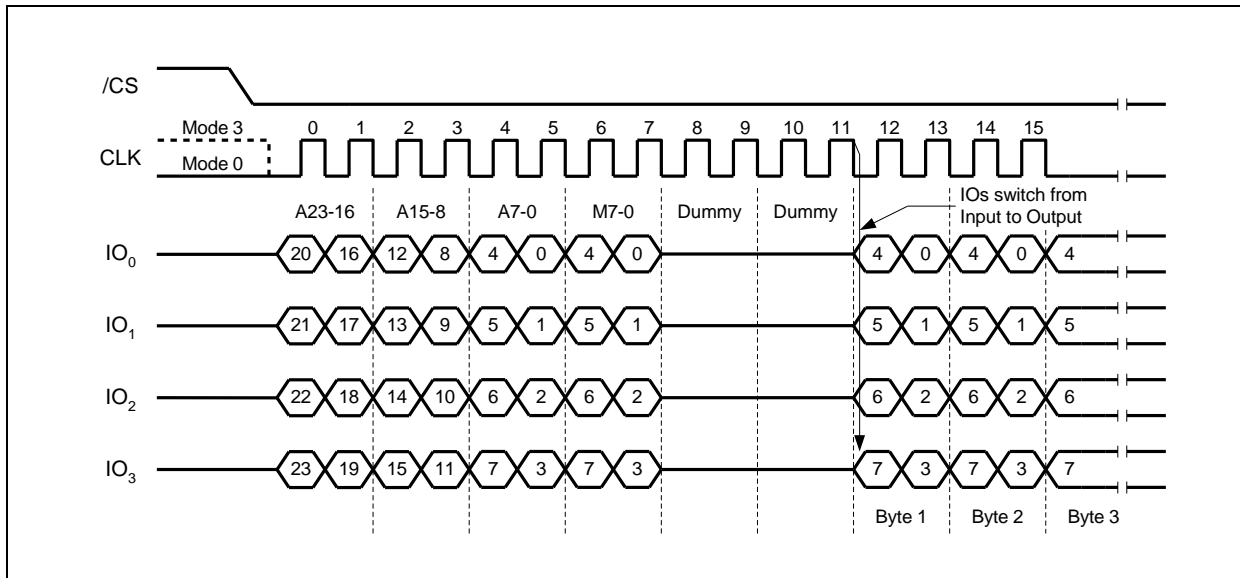 /CS
Mode 3 0 1 2 3 4 5 6 7 8 9 10 11 12 13 14 15
CLK
Mode 0
IOs switch from
Input to Output
A23-16 A15-8 A7-0 M7-0 Dummy Dummy
IO0 20 16 12 8 4 0 4 0 4 0 4 0 4
IO1 21 17 13 9 5 1 5 1 5 1 5 1 5
IO2 22 18 14 10 6 2 6 2 6 2 6 2 6
IO3 23 19 15 11 7 3 7 3 7 3 7 3 7
Byte 1 Byte 2 Byte 3